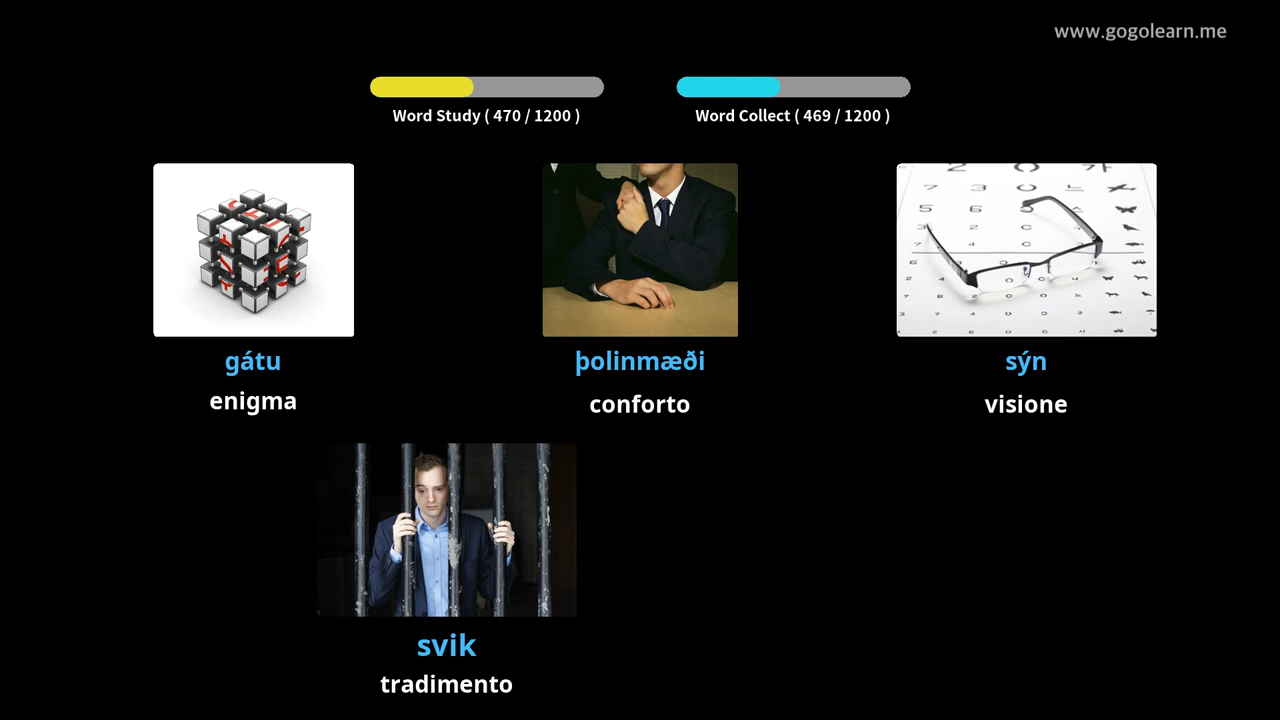 www.gogolearn.me
Word Study ( 470 / 1200 )
Word Collect ( 469 / 1200 )
gátu
enigma
þolinmæði
conforto
sýn
visione
svik
tradimento